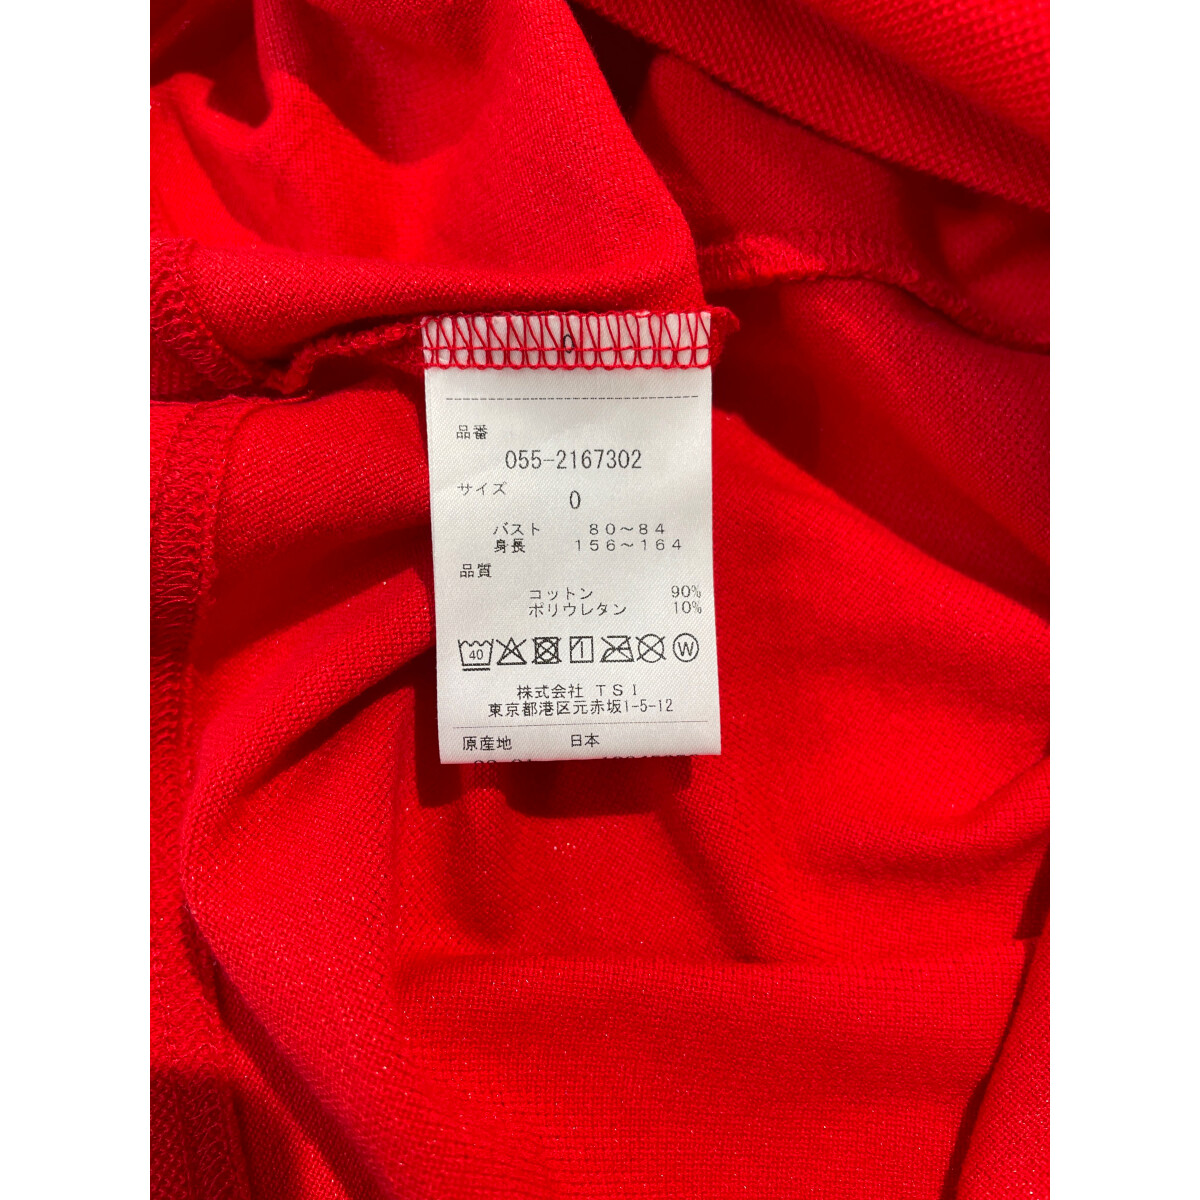 0
品番
055-2167302
サイズ
0
バスト 80〜84
身長 156〜164
品質
コットン 90%
ポリウレタン 10%
40 W
株式会社 TSI
東京都港区元赤坂1-5-12
原産地 日本